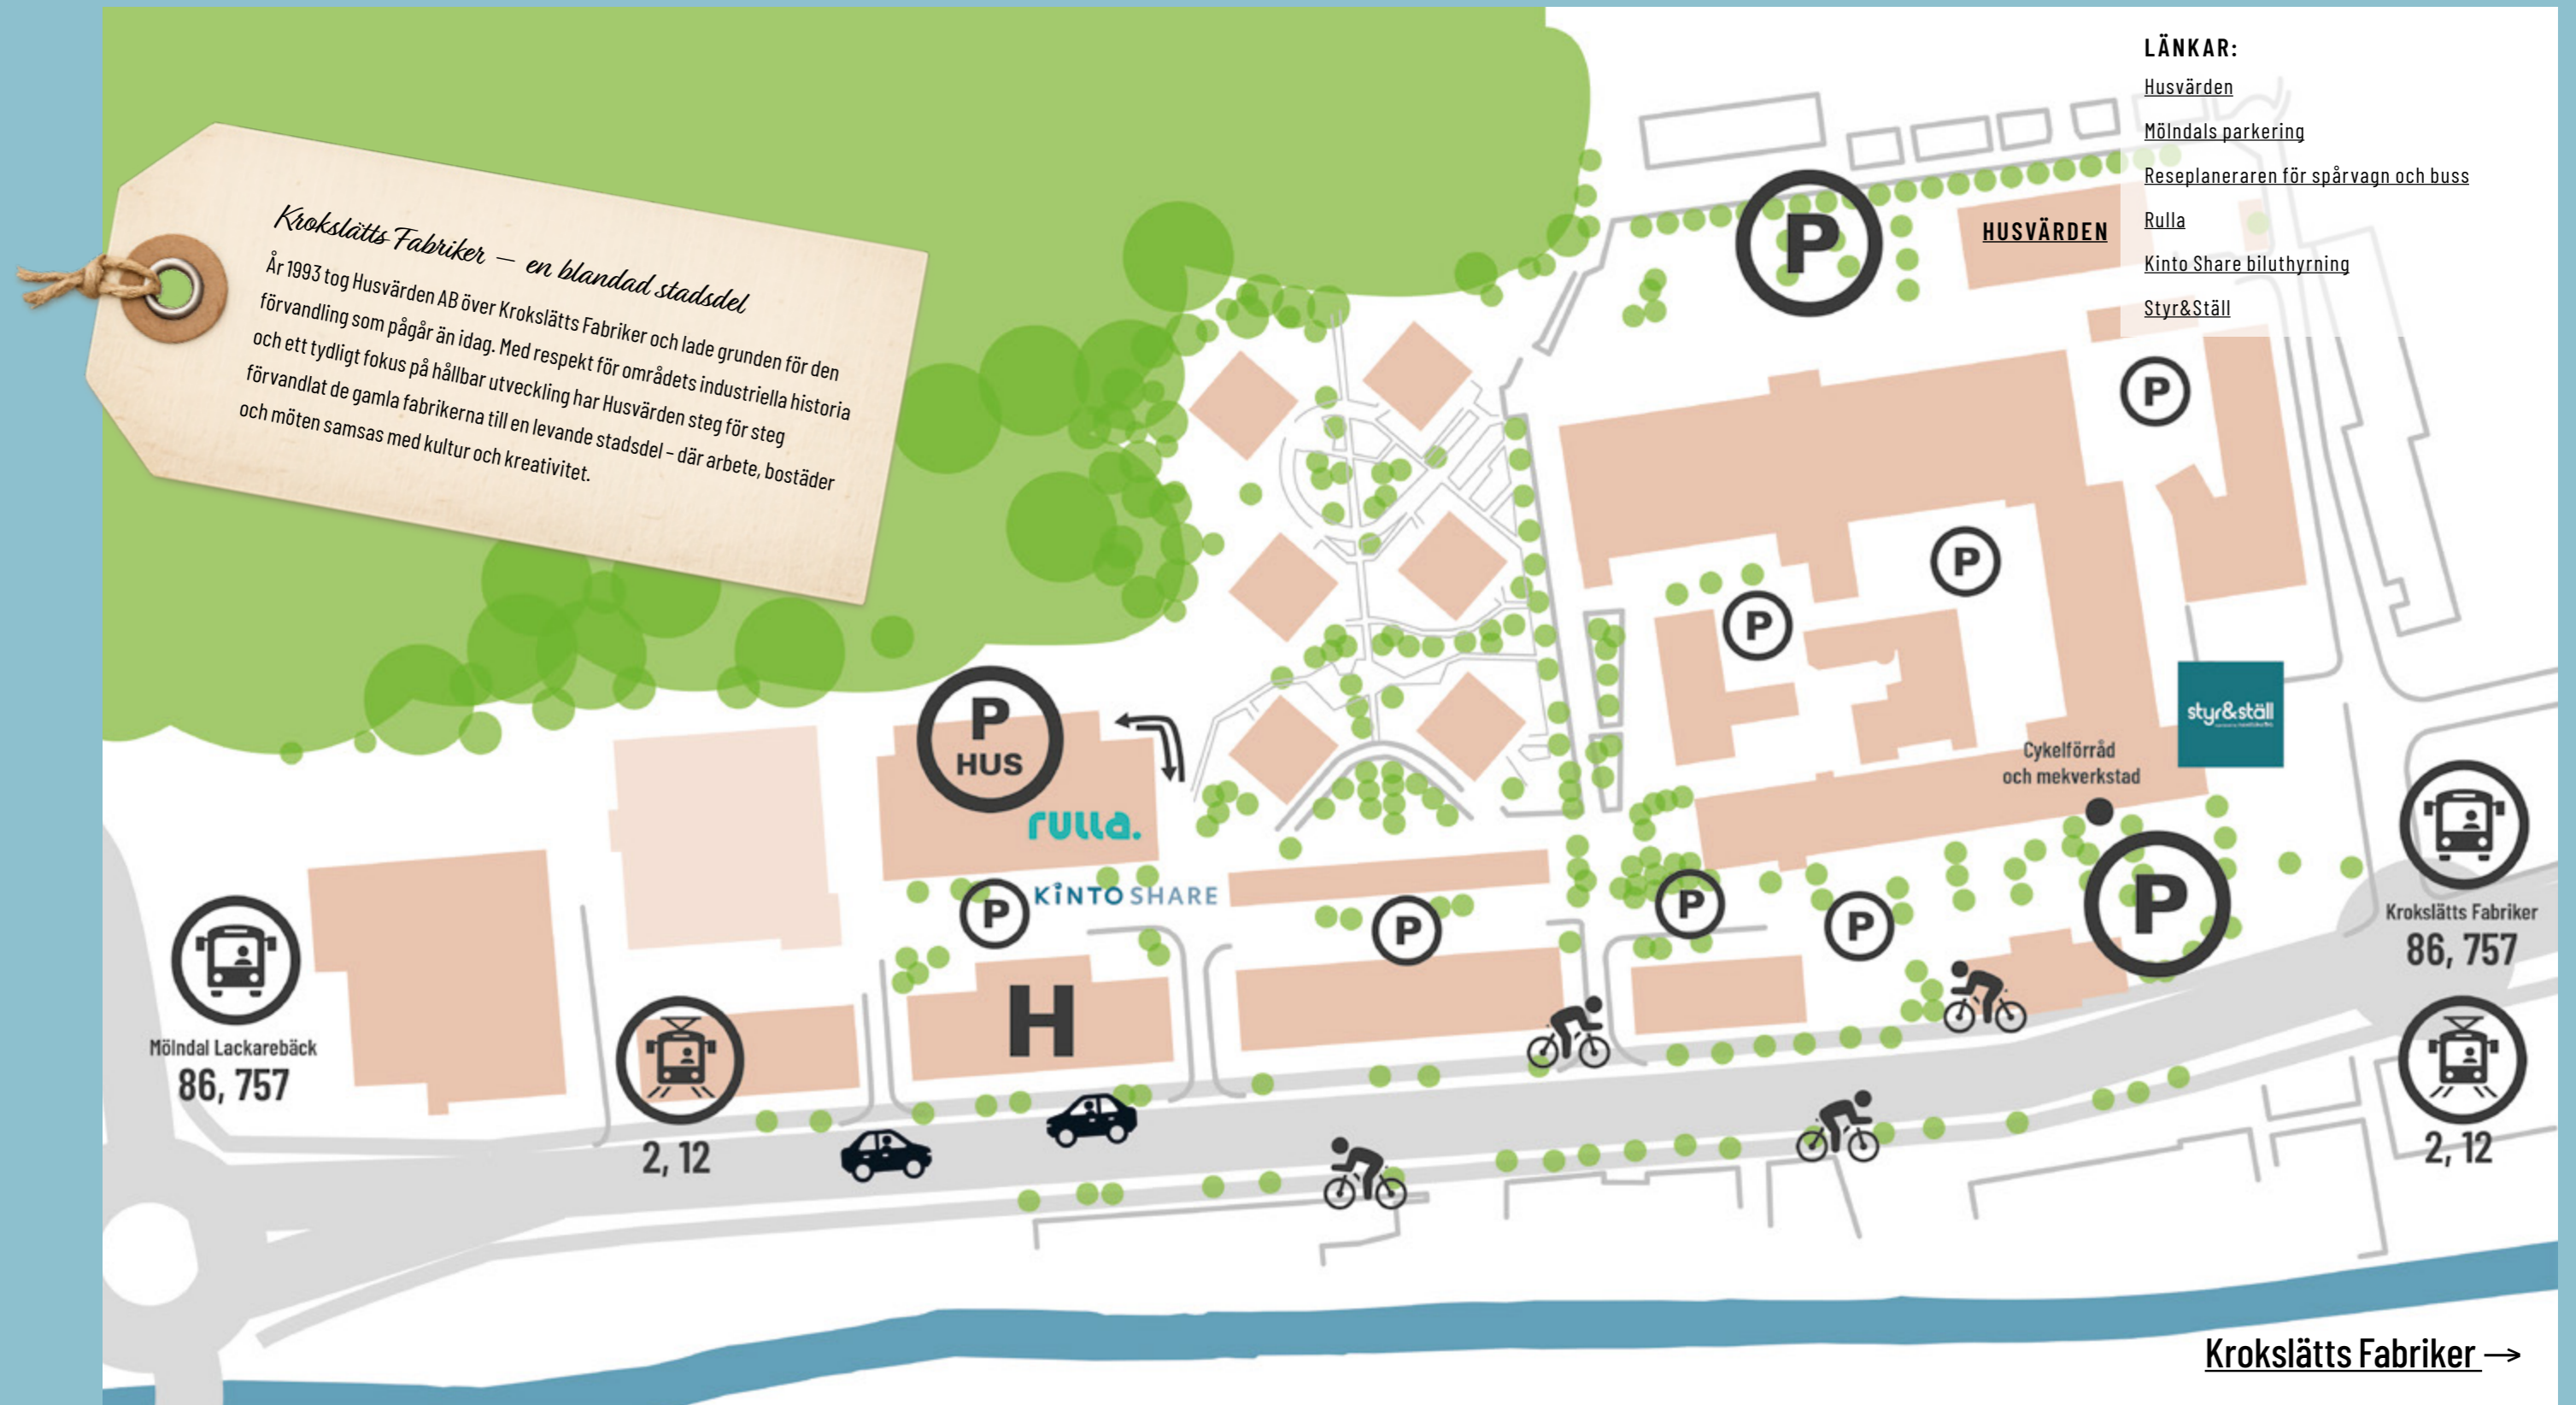 LÄNKAR:
Husvärden
Mölndals parkering
Reseplaneraren för spårvagn och buss
Rulla
Kinto Share biluthyrning
Styr&Ställ
Krokslätts Fabriker – en blandad stadsdel
År 1993 tog Husvärden AB över Krokslätts Fabriker och lade grunden för den
förvandling som pågår än idag. Med respekt för områdets industriella historia
och ett tydligt fokus på hållbar utveckling har Husvärden steg för steg
förvandlat de gamla fabrikerna till en levande stadsdel – där arbete, bostäder
och möten samsas med kultur och kreativitet.
P
HUSVÄRDEN
P
P
P
P
HUS
rulla.
styr&ställ
Cykelförråd
och mekverkstad
P
KINTO SHARE
P
P
P
P
Krokslätts Fabriker
86, 757
H
Mölndal Lackarebäck
86, 757
2, 12
2, 12
Krokslätts Fabriker →